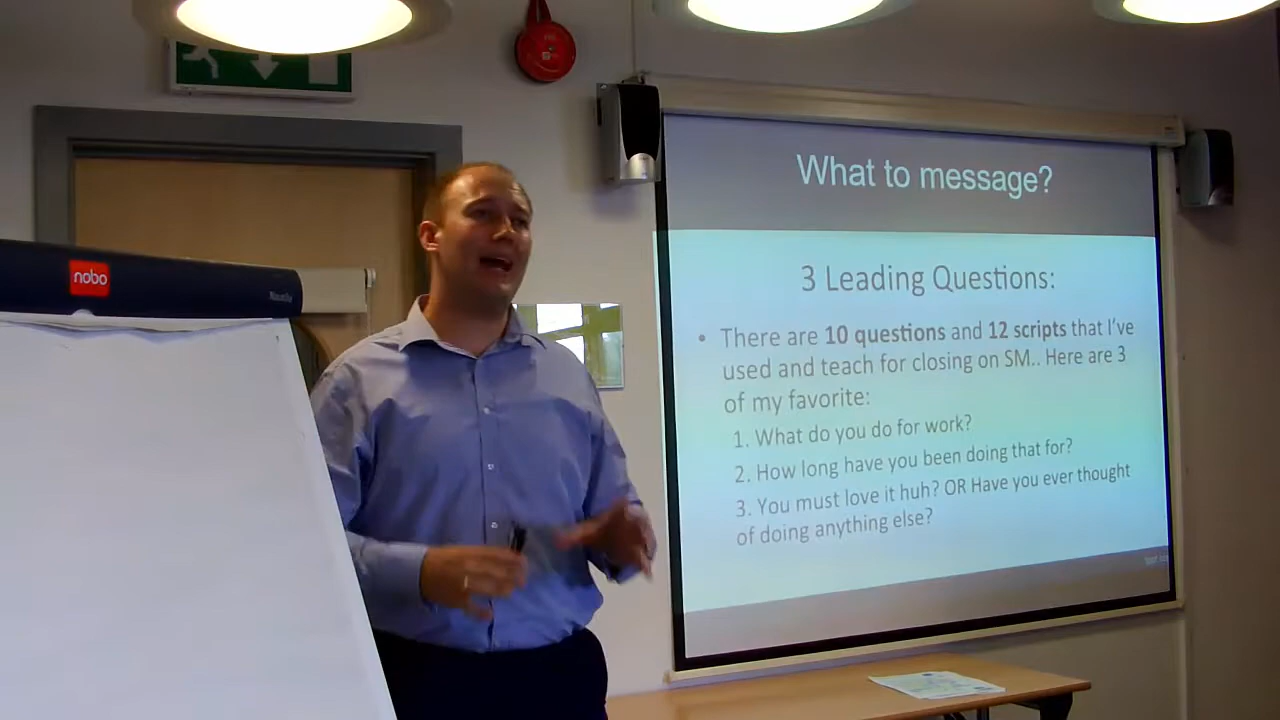 nobo
What to message?
3 Leading Questions:
• There are 10 questions and 12 scripts that I've
used and teach for closing on SM.. Here are 3
of my favorite:
1. What do you do for work?
2. How long have you been doing that for?
3. You must love it huh? OR Have you ever thought
of doing anything else?